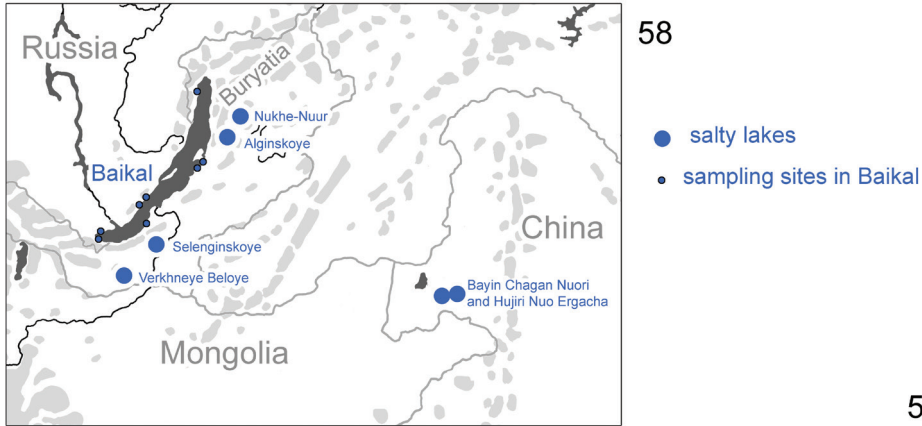 Russia
58
Buryatia
Nukhe-Nuur
Alginskoye
salty lakes
Baikal
sampling sites in Baikal
China
Selenginskoye
Verkhneye Beloye
Bayin Chagan Nuori
and Hujiri Nuo Ergacha
Mongolia
5